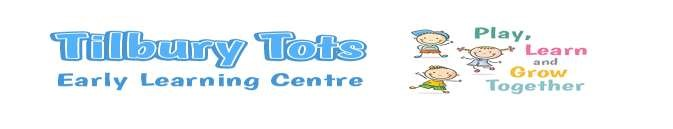 Tilbury Tots
Early Learning Centre
Play,
Learn
and
Grow
Together